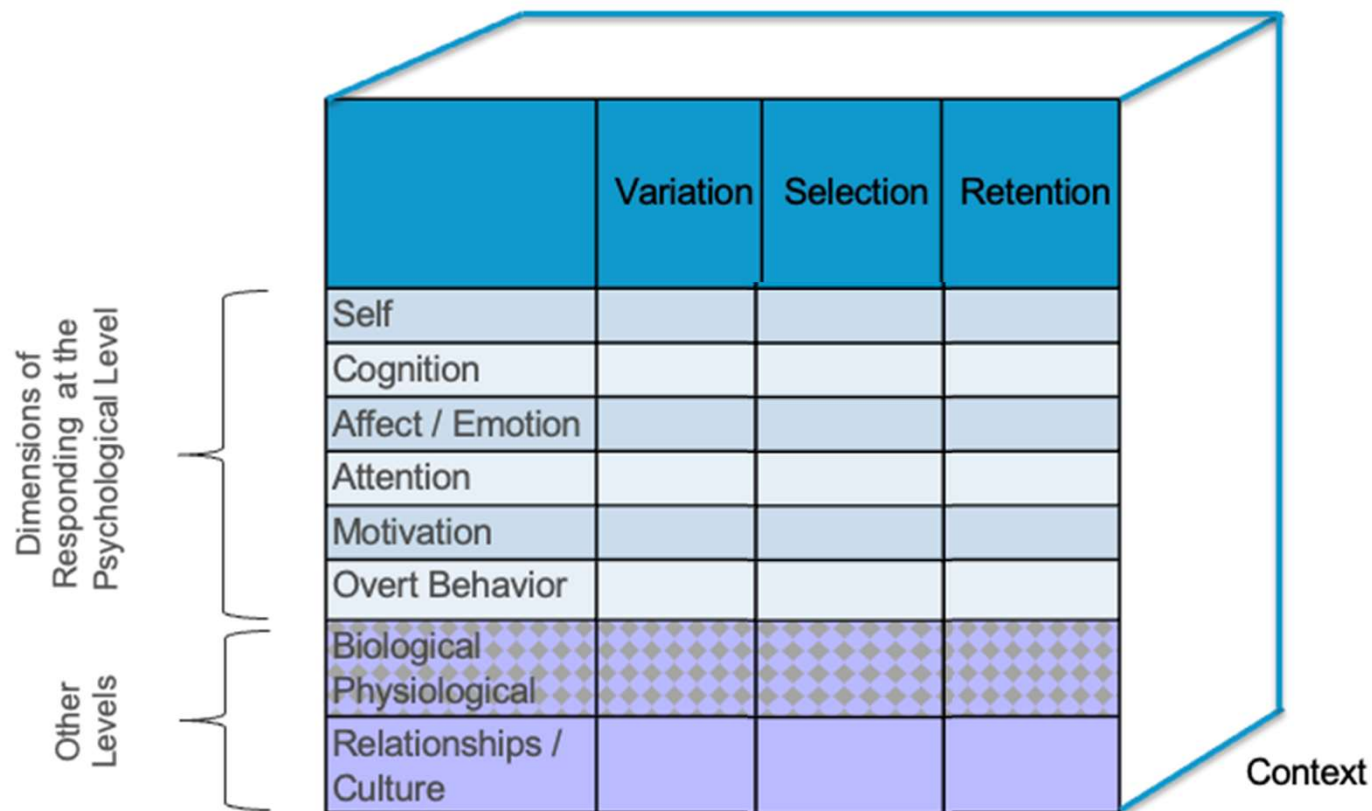 Variation Selection Retention
Dimensions of
Responding at the
Psychological Level
Self
Cognition
Affect / Emotion
Attention
Motivation
Overt Behavior
Other
Levels
Biological
Physiological
Relationships /
Culture
Context